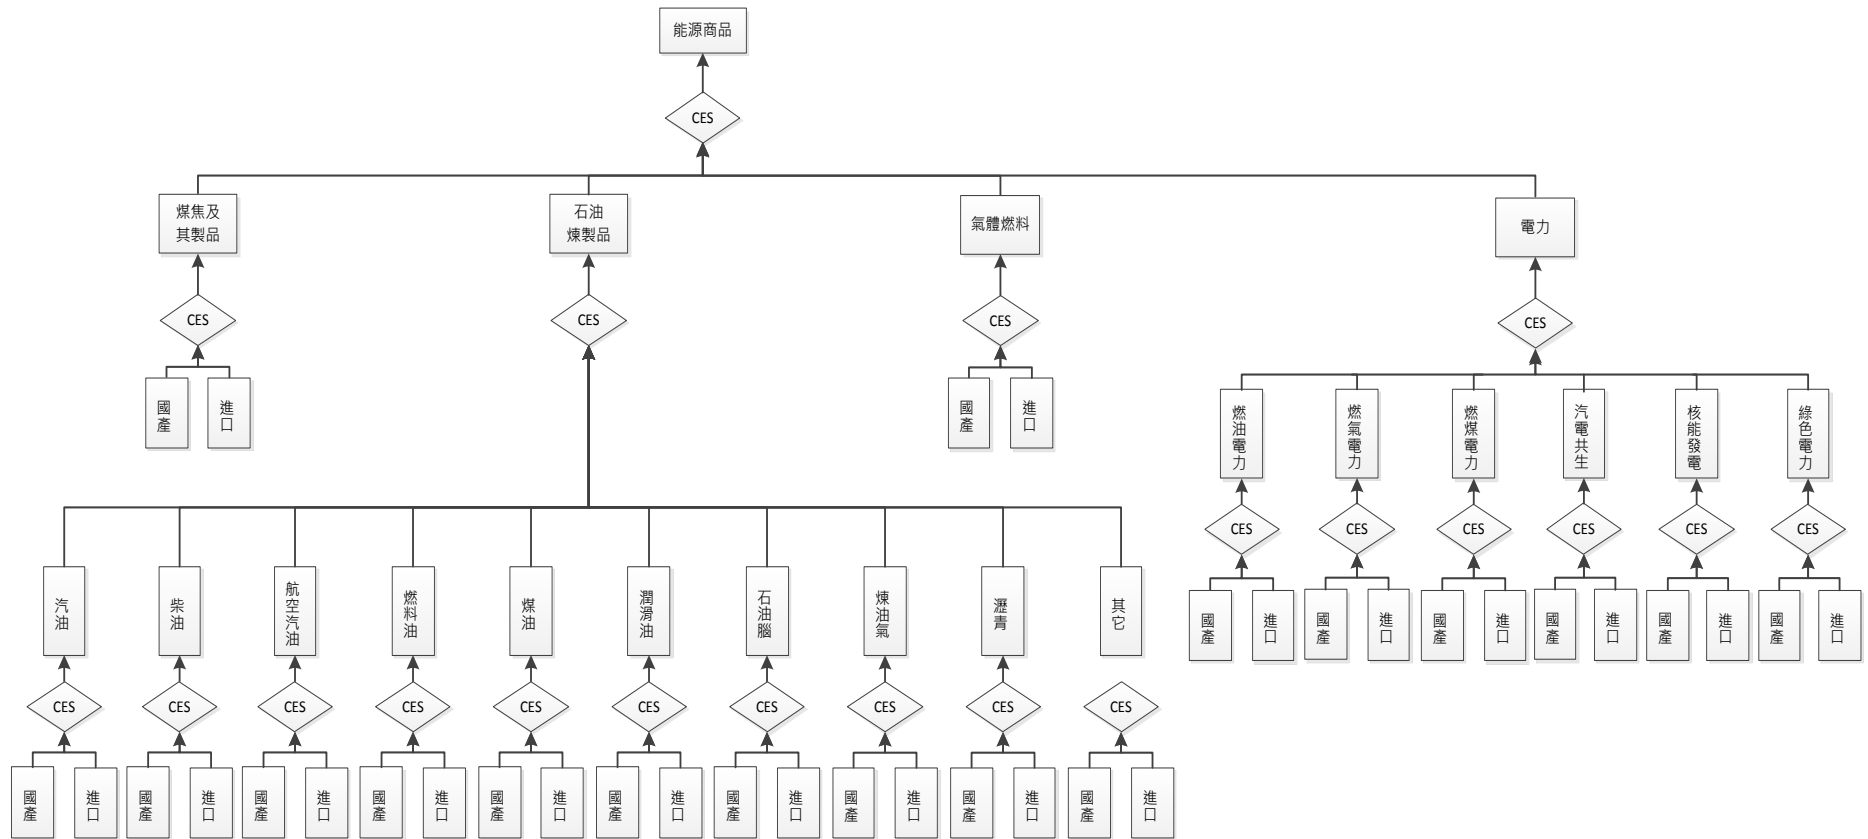 能源商品
CES
煤焦及
其製品
石油
煉製品
氣體燃料
電力
CES
CES
CES
CES
國產
進口
國產
進口
燃油電力
燃氣電力
燃煤電力
汽電共生
核能發電
綠色電力
CES
CES
CES
CES
CES
CES
國產
進口
國產
進口
國產
進口
國產
進口
國產
進口
國產
進口
汽油
柴油
航空汽油
燃料油
煤油
潤滑油
石油腦
煉油氣
瀝青
其它
CES
CES
CES
CES
CES
CES
CES
CES
CES
CES
國產
進口
國產
進口
國產
進口
國產
進口
國產
進口
國產
進口
國產
進口
國產
進口
國產
進口
國產
進口